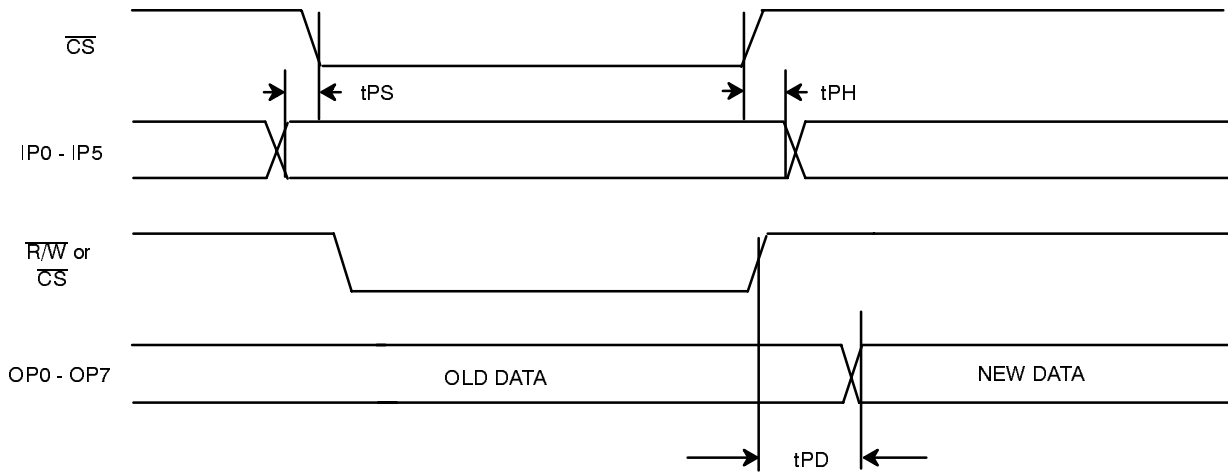 CS
tPS
tPH
IP0 - IP5
R/W or
CS
OP0 - OP7
OLD DATA
NEW DATA
tPD